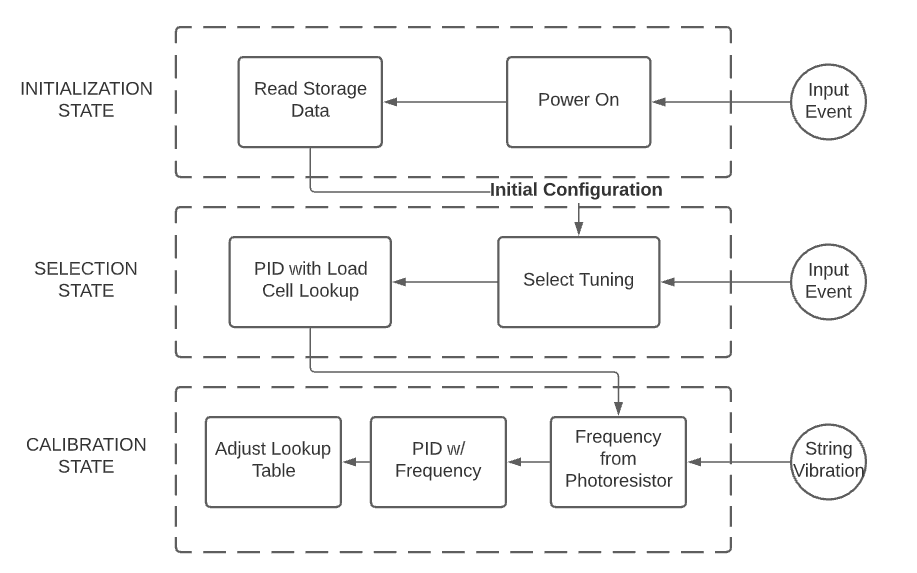 INITIALIZATION
STATE
Read Storage
Data
Power On
Input
Event
Initial Configuration
SELECTION
STATE
PID with Load
Cell Lookup
Select Tuning
Input
Event
CALIBRATION
STATE
Adjust Lookup
Table
PID w/
Frequency
Frequency
from
Photoresistor
String
Vibration